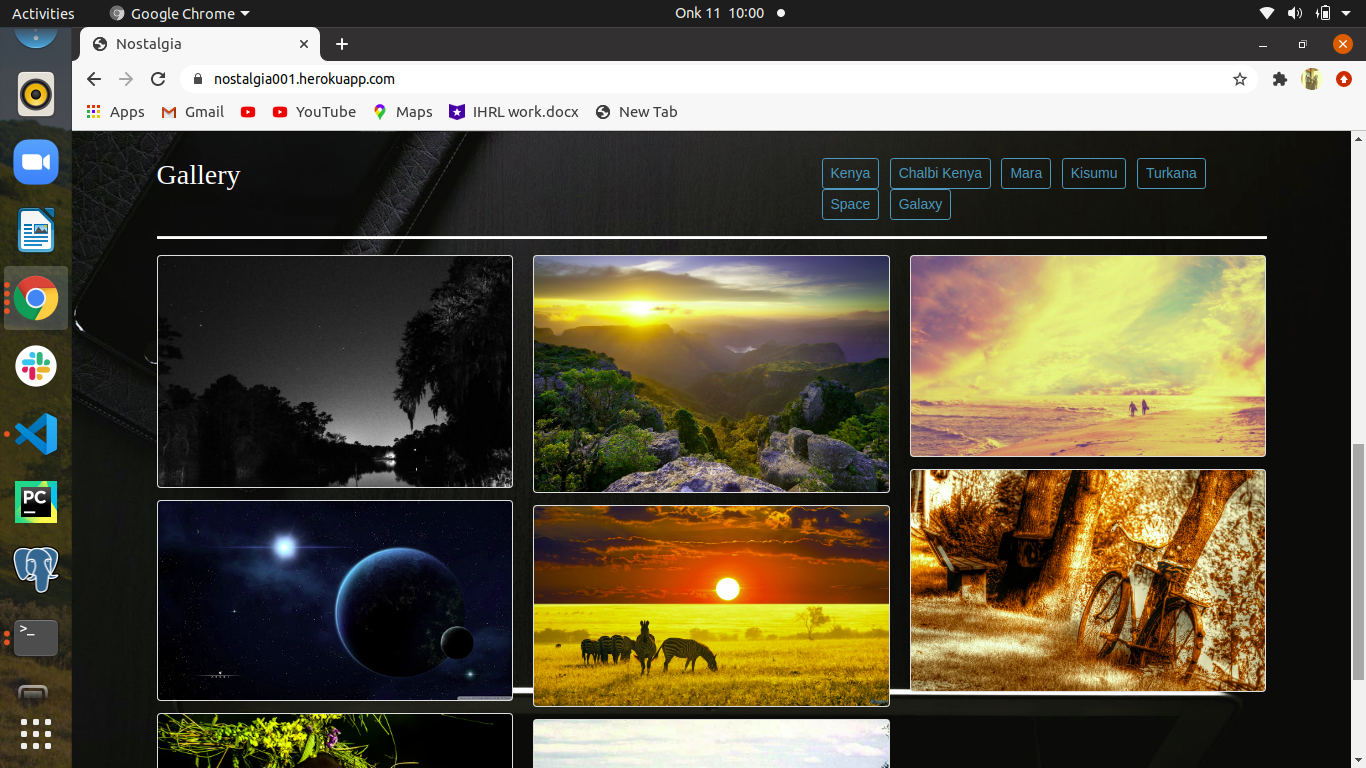 Activities Google Chrome Onk 11 10:00
Nostalgia
nostalgia001.herokuapp.com
Apps Gmail YouTube Maps IHRL work.docx New Tab
Gallery
Kenya Chalbi Kenya Mara Kisumu Turkana
Space Galaxy
PC
>_